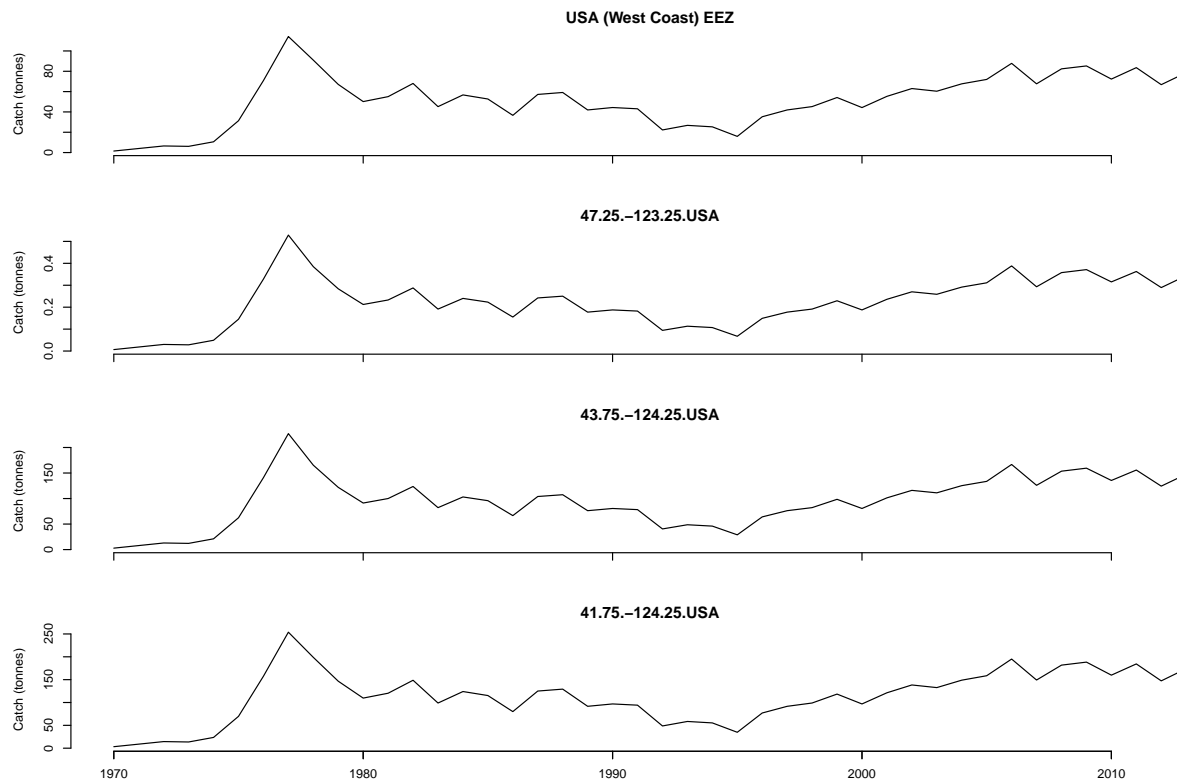 USA (West Coast) EEZ
Catch (tonnes)
0 40 80
47.25.−123.25.USA
Catch (tonnes)
0.0 0.2 0.4
43.75.−124.25.USA
Catch (tonnes)
0 50 150
41.75.−124.25.USA
Catch (tonnes)
0 50 150 250
1970 1980 1990 2000 2010